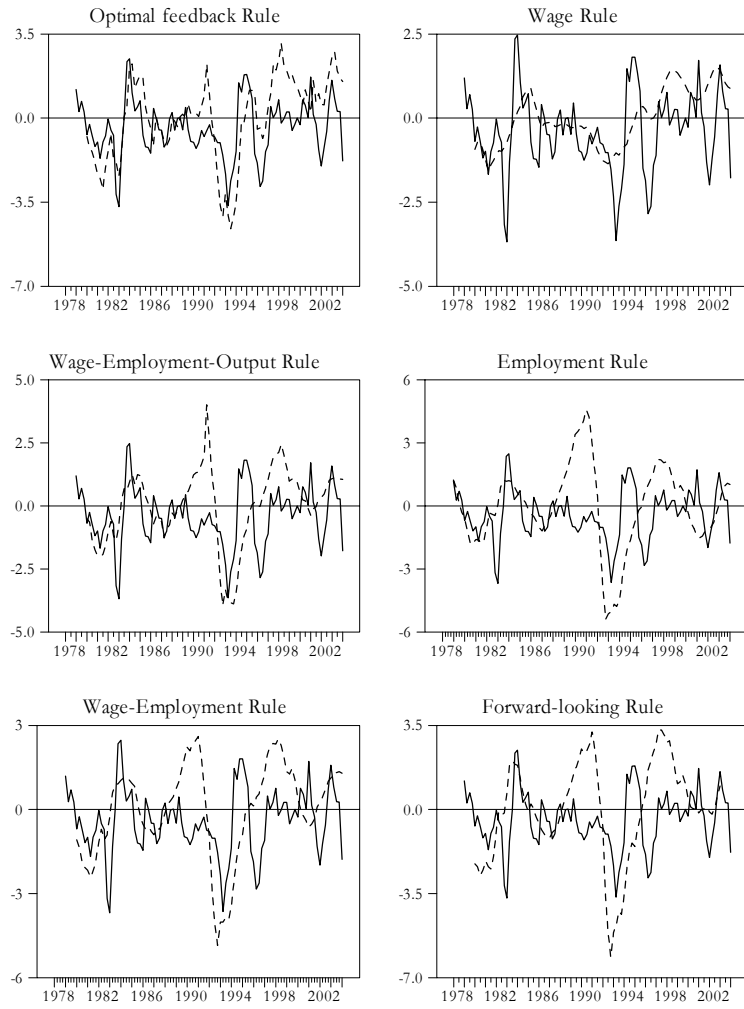 Optimal feedback Rule
3.5
0.0
-3.5
-7.0
1978 1982 1986 1990 1994 1998 2002
Wage Rule
2.5
0.0
-2.5
-5.0
1978 1982 1986 1990 1994 1998 2002
Wage-Employment-Output Rule
5.0
2.5
0.0
-2.5
-5.0
1978 1982 1986 1990 1994 1998 2002
Employment Rule
6
3
0
-3
-6
1978 1982 1986 1990 1994 1998 2002
Wage-Employment Rule
3
0
-3
-6
1978 1982 1986 1990 1994 1998 2002
Forward-looking Rule
3.5
0.0
-3.5
-7.0
1978 1982 1986 1990 1994 1998 2002